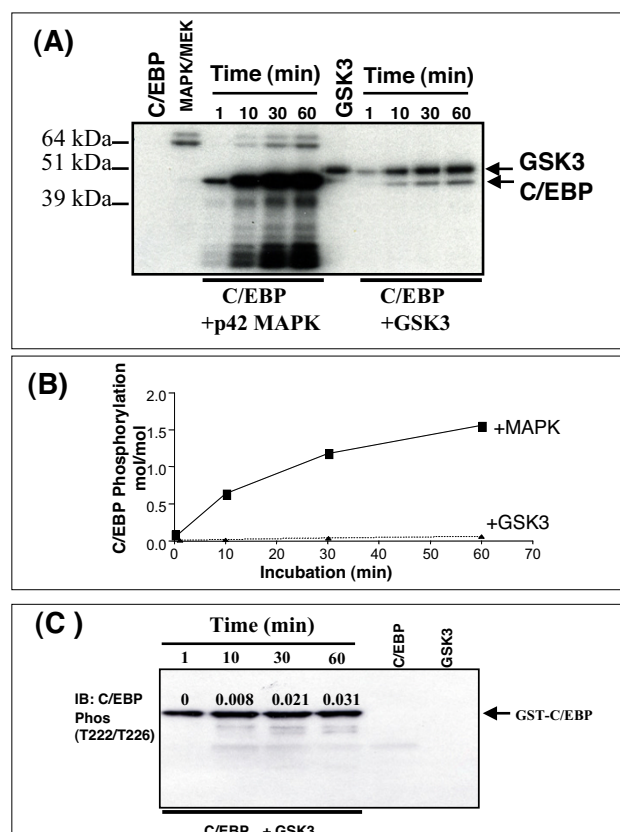 (A)
C/EBP
MAPK/MEK
Time (min)
1 10 30 60
GSK3
Time (min)
1 10 30 60
64 kDa
51 kDa
39 kDa
GSK3
C/EBP
C/EBP
+p42 MAPK
C/EBP
+GSK3
(B)
C/EBP Phosphorylation
mol/mol
2.0
1.5
1.0
0.5
0.0
+MAPK
+GSK3
0 10 20 30 40 50 60 70
Incubation (min)
(C )
Time (min)
1 10 30 60
C/EBP
GSK3
IB: C/EBP
Phos
(T222/T226)
0 0.008 0.021 0.031
GST-C/EBP
C/EBP + GSK3